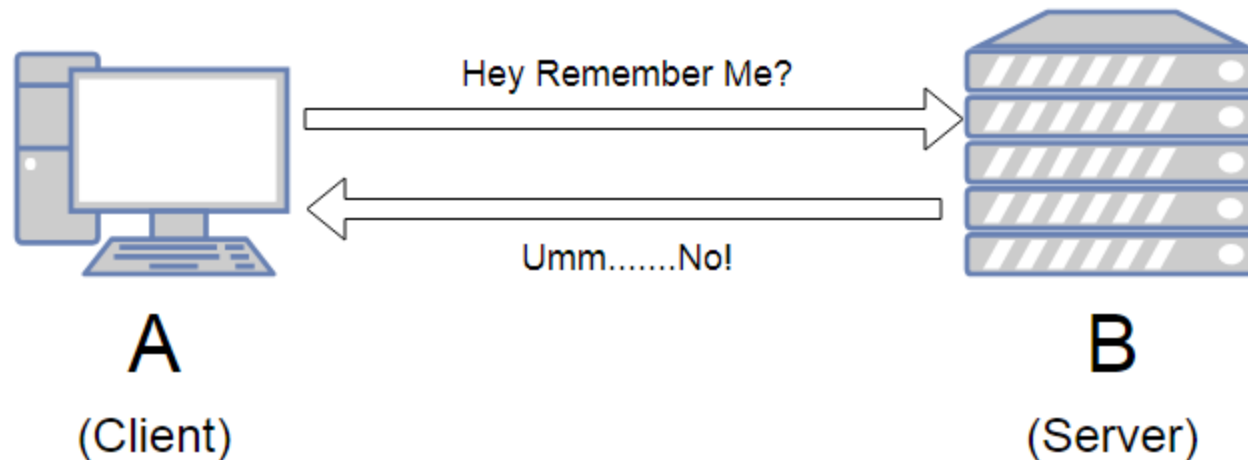 Hey Remember Me?
Umm.......No!
A
(Client)
B
(Server)